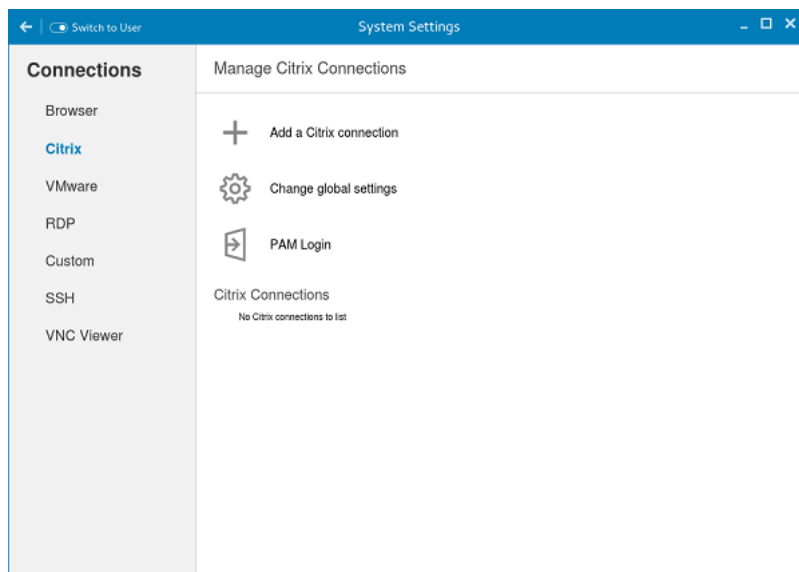 Switch to User
System Settings
Connections
Browser
Citrix
VMware
RDP
Custom
SSH
VNC Viewer
Manage Citrix Connections
Add a Citrix connection
Change global settings
PAM Login
Citrix Connections
No Citrix connections to list